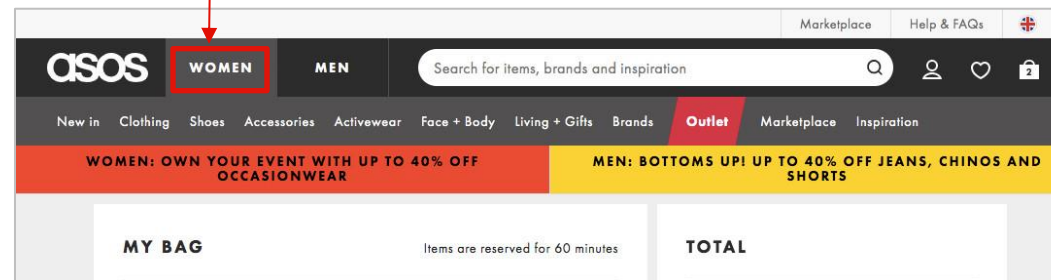 Marketplace Help & FAQs
asos WOMEN MEN Search for items, brands and inspiration 2
New in Clothing Shoes Accessories Activewear Face + Body Living + Gifts Brands Outlet Marketplace Inspiration
WOMEN: OWN YOUR EVENT WITH UP TO 40% OFF
OCCASIONWEAR
MEN: BOTTOMS UP! UP TO 40% OFF JEANS, CHINOS AND
SHORTS
MY BAG Items are reserved for 60 minutes
TOTAL